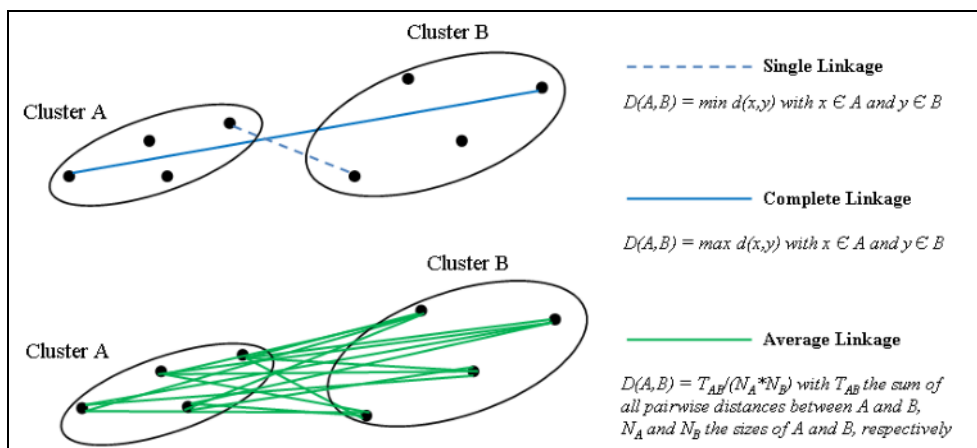 Cluster B
Cluster A
Single Linkage
D(A,B) = min d(x,y) with x Є A and y Є B
Complete Linkage
D(A,B) = max d(x,y) with x Є A and y Є B
Cluster B
Cluster A
Average Linkage
D(A,B) = T_AB/(N_A*N_B) with T_AB the sum of
all pairwise distances between A and B,
N_A and N_B the sizes of A and B, respectively